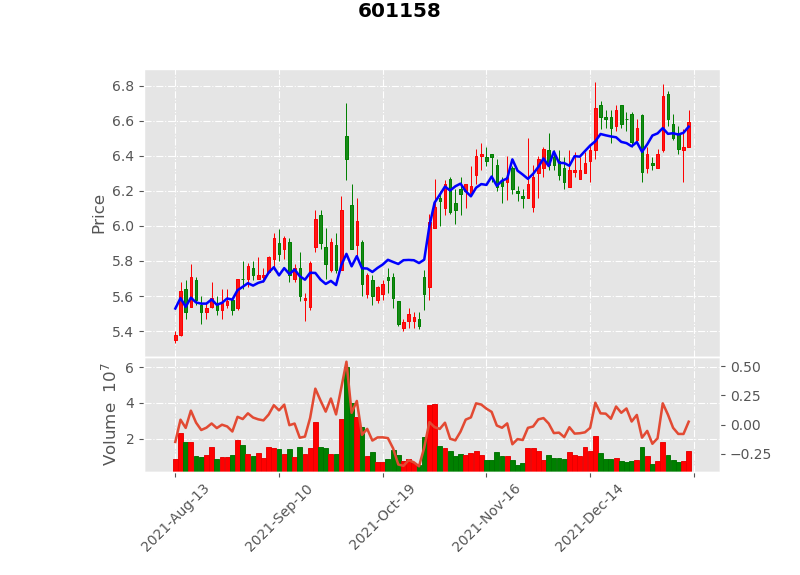 601158
6.8
6.6
6.4
6.2
6.0
5.8
5.6
5.4
Price
6
4
2
Volume 10^7
0.50
0.25
0.00
−0.25
2021-Aug-13
2021-Sep-10
2021-Oct-19
2021-Nov-16
2021-Dec-14